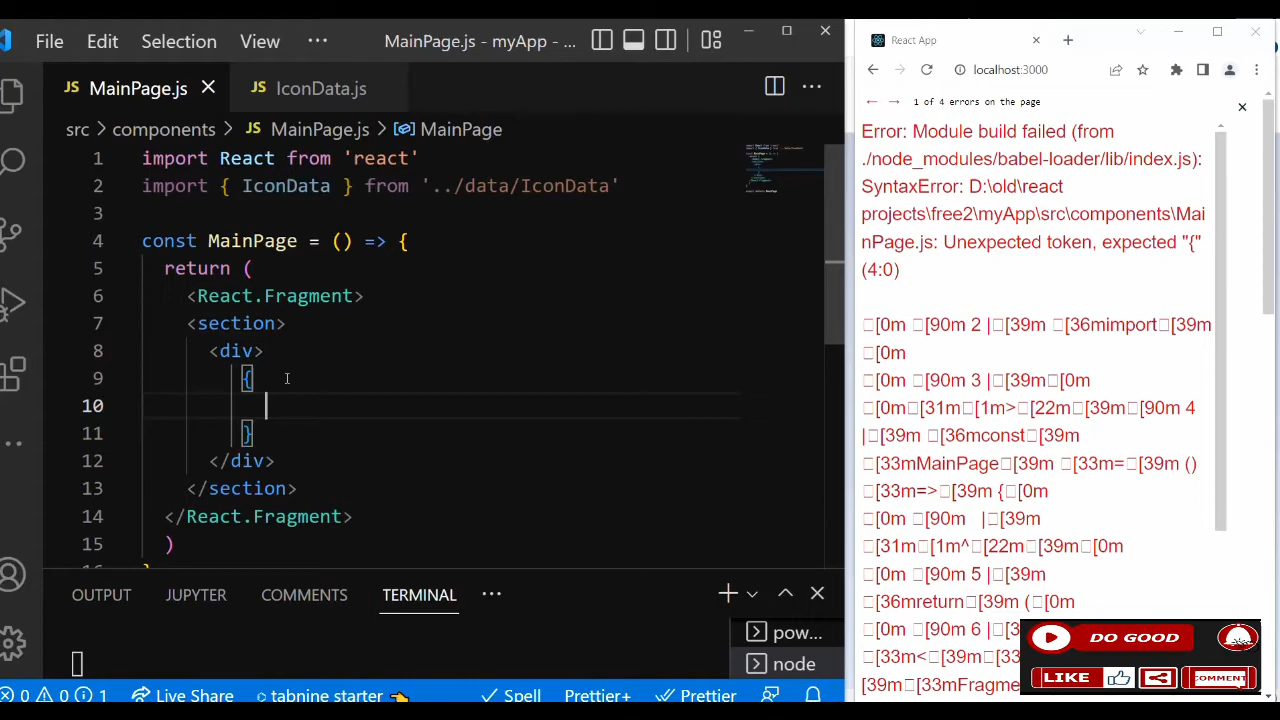 File Edit Selection View ··· MainPage.js - myApp - ...
MainPage.js IconData.js ···
src > components > MainPage.js > MainPage
1 import React from 'react'
2 import { IconData } from '../data/IconData'
3
4 const MainPage = () => {
5 return (
6 <React.Fragment>
7 <section>
8 <div>
9 {
10
11 }
12 </div>
13 </section>
14 </React.Fragment>
15 )
OUTPUT JUPYTER COMMENTS TERMINAL ···
pow...
node
0 0 1 Live Share tabnine starter Spell Prettier+ Prettier
React App
localhost:3000
← → 1 of 4 errors on the page
Error: Module build failed (from
./node_modules/babel-loader/lib/index.js):
SyntaxError: D:\old\react
projects\free2\myApp\src\components\Mai
nPage.js: Unexpected token, expected "{"
(4:0)
□[0m □[90m 2 |□[39m □[36mimport□[39m
□[0m
□[0m □[90m 3 |□[39m□[0m
□[0m□[31m□[1m>□[22m□[39m□[90m 4
|□[39m □[36mconst□[39m
□[33mMainPage□[39m □[33m=□[39m ()
□[33m=>□[39m {□[0m
□[0m □[90m |□[39m
□[31m□[1m^□[22m□[39m□[0m
□[0m □[90m 5 |□[39m
□[36mreturn□[39m (□[0m
□[0m □[90m 6 |□[3
□[33m<□[39m□[33
[39m□[33mFragme
DO GOOD
LIKE COMMENT